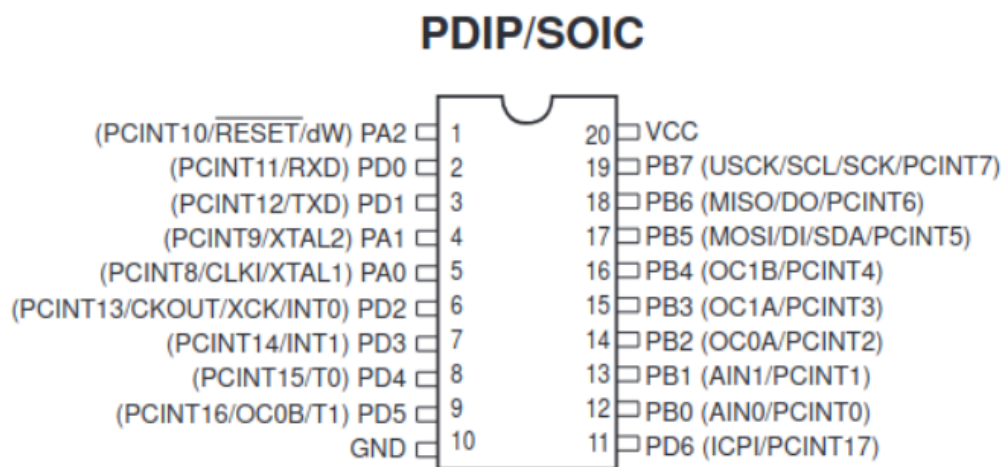 PDIP/SOIC
(PCINT10/RESET/dW) PA2 1 20 VCC
(PCINT11/RXD) PD0 2 19 PB7 (USCK/SCL/SCK/PCINT7)
(PCINT12/TXD) PD1 3 18 PB6 (MISO/DO/PCINT6)
(PCINT9/XTAL2) PA1 4 17 PB5 (MOSI/DI/SDA/PCINT5)
(PCINT8/CLKI/XTAL1) PA0 5 16 PB4 (OC1B/PCINT4)
(PCINT13/CKOUT/XCK/INT0) PD2 6 15 PB3 (OC1A/PCINT3)
(PCINT14/INT1) PD3 7 14 PB2 (OC0A/PCINT2)
(PCINT15/T0) PD4 8 13 PB1 (AIN1/PCINT1)
(PCINT16/OC0B/T1) PD5 9 12 PB0 (AIN0/PCINT0)
GND 10 11 PD6 (ICPI/PCINT17)